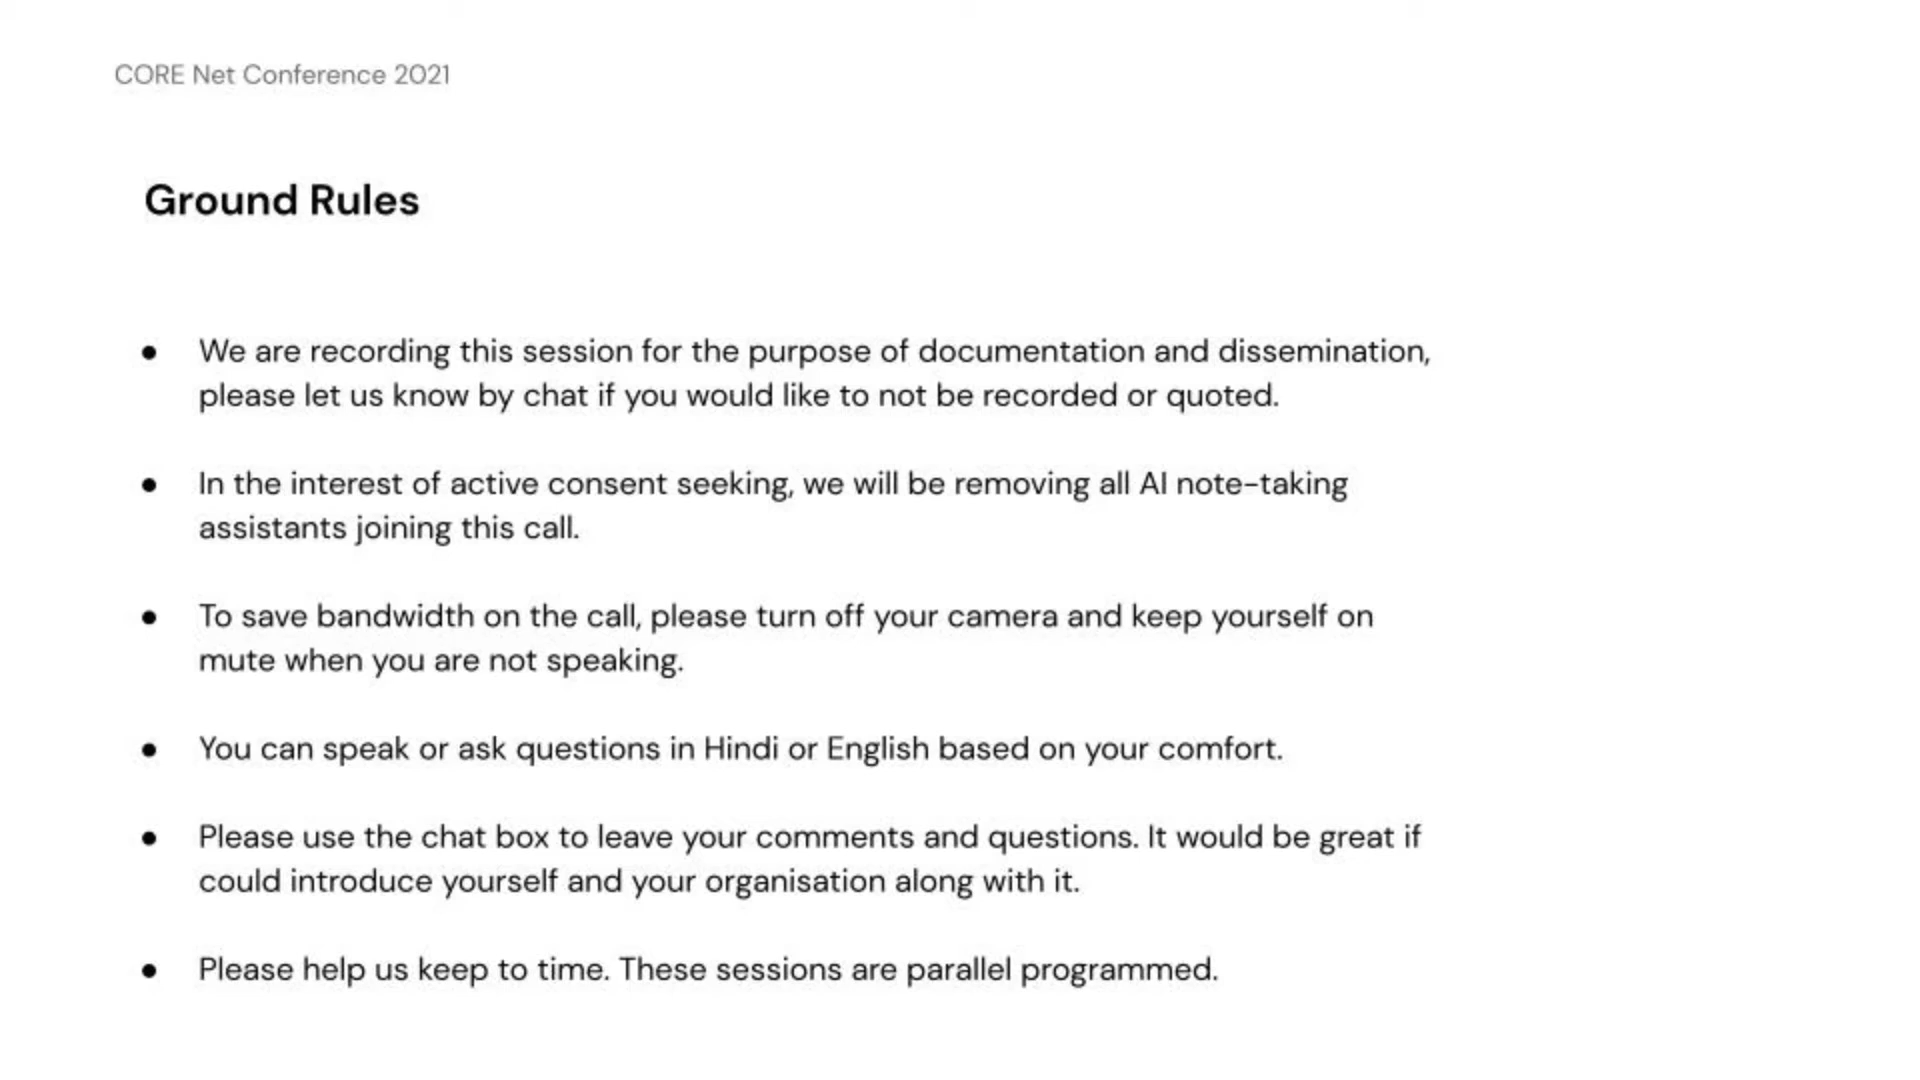 CORE Net Conference 2021
Ground Rules
● We are recording this session for the purpose of documentation and dissemination,
please let us know by chat if you would like to not be recorded or quoted.
● In the interest of active consent seeking, we will be removing all AI note-taking
assistants joining this call.
● To save bandwidth on the call, please turn off your camera and keep yourself on
mute when you are not speaking.
● You can speak or ask questions in Hindi or English based on your comfort.
● Please use the chat box to leave your comments and questions. It would be great if
could introduce yourself and your organisation along with it.
● Please help us keep to time. These sessions are parallel programmed.